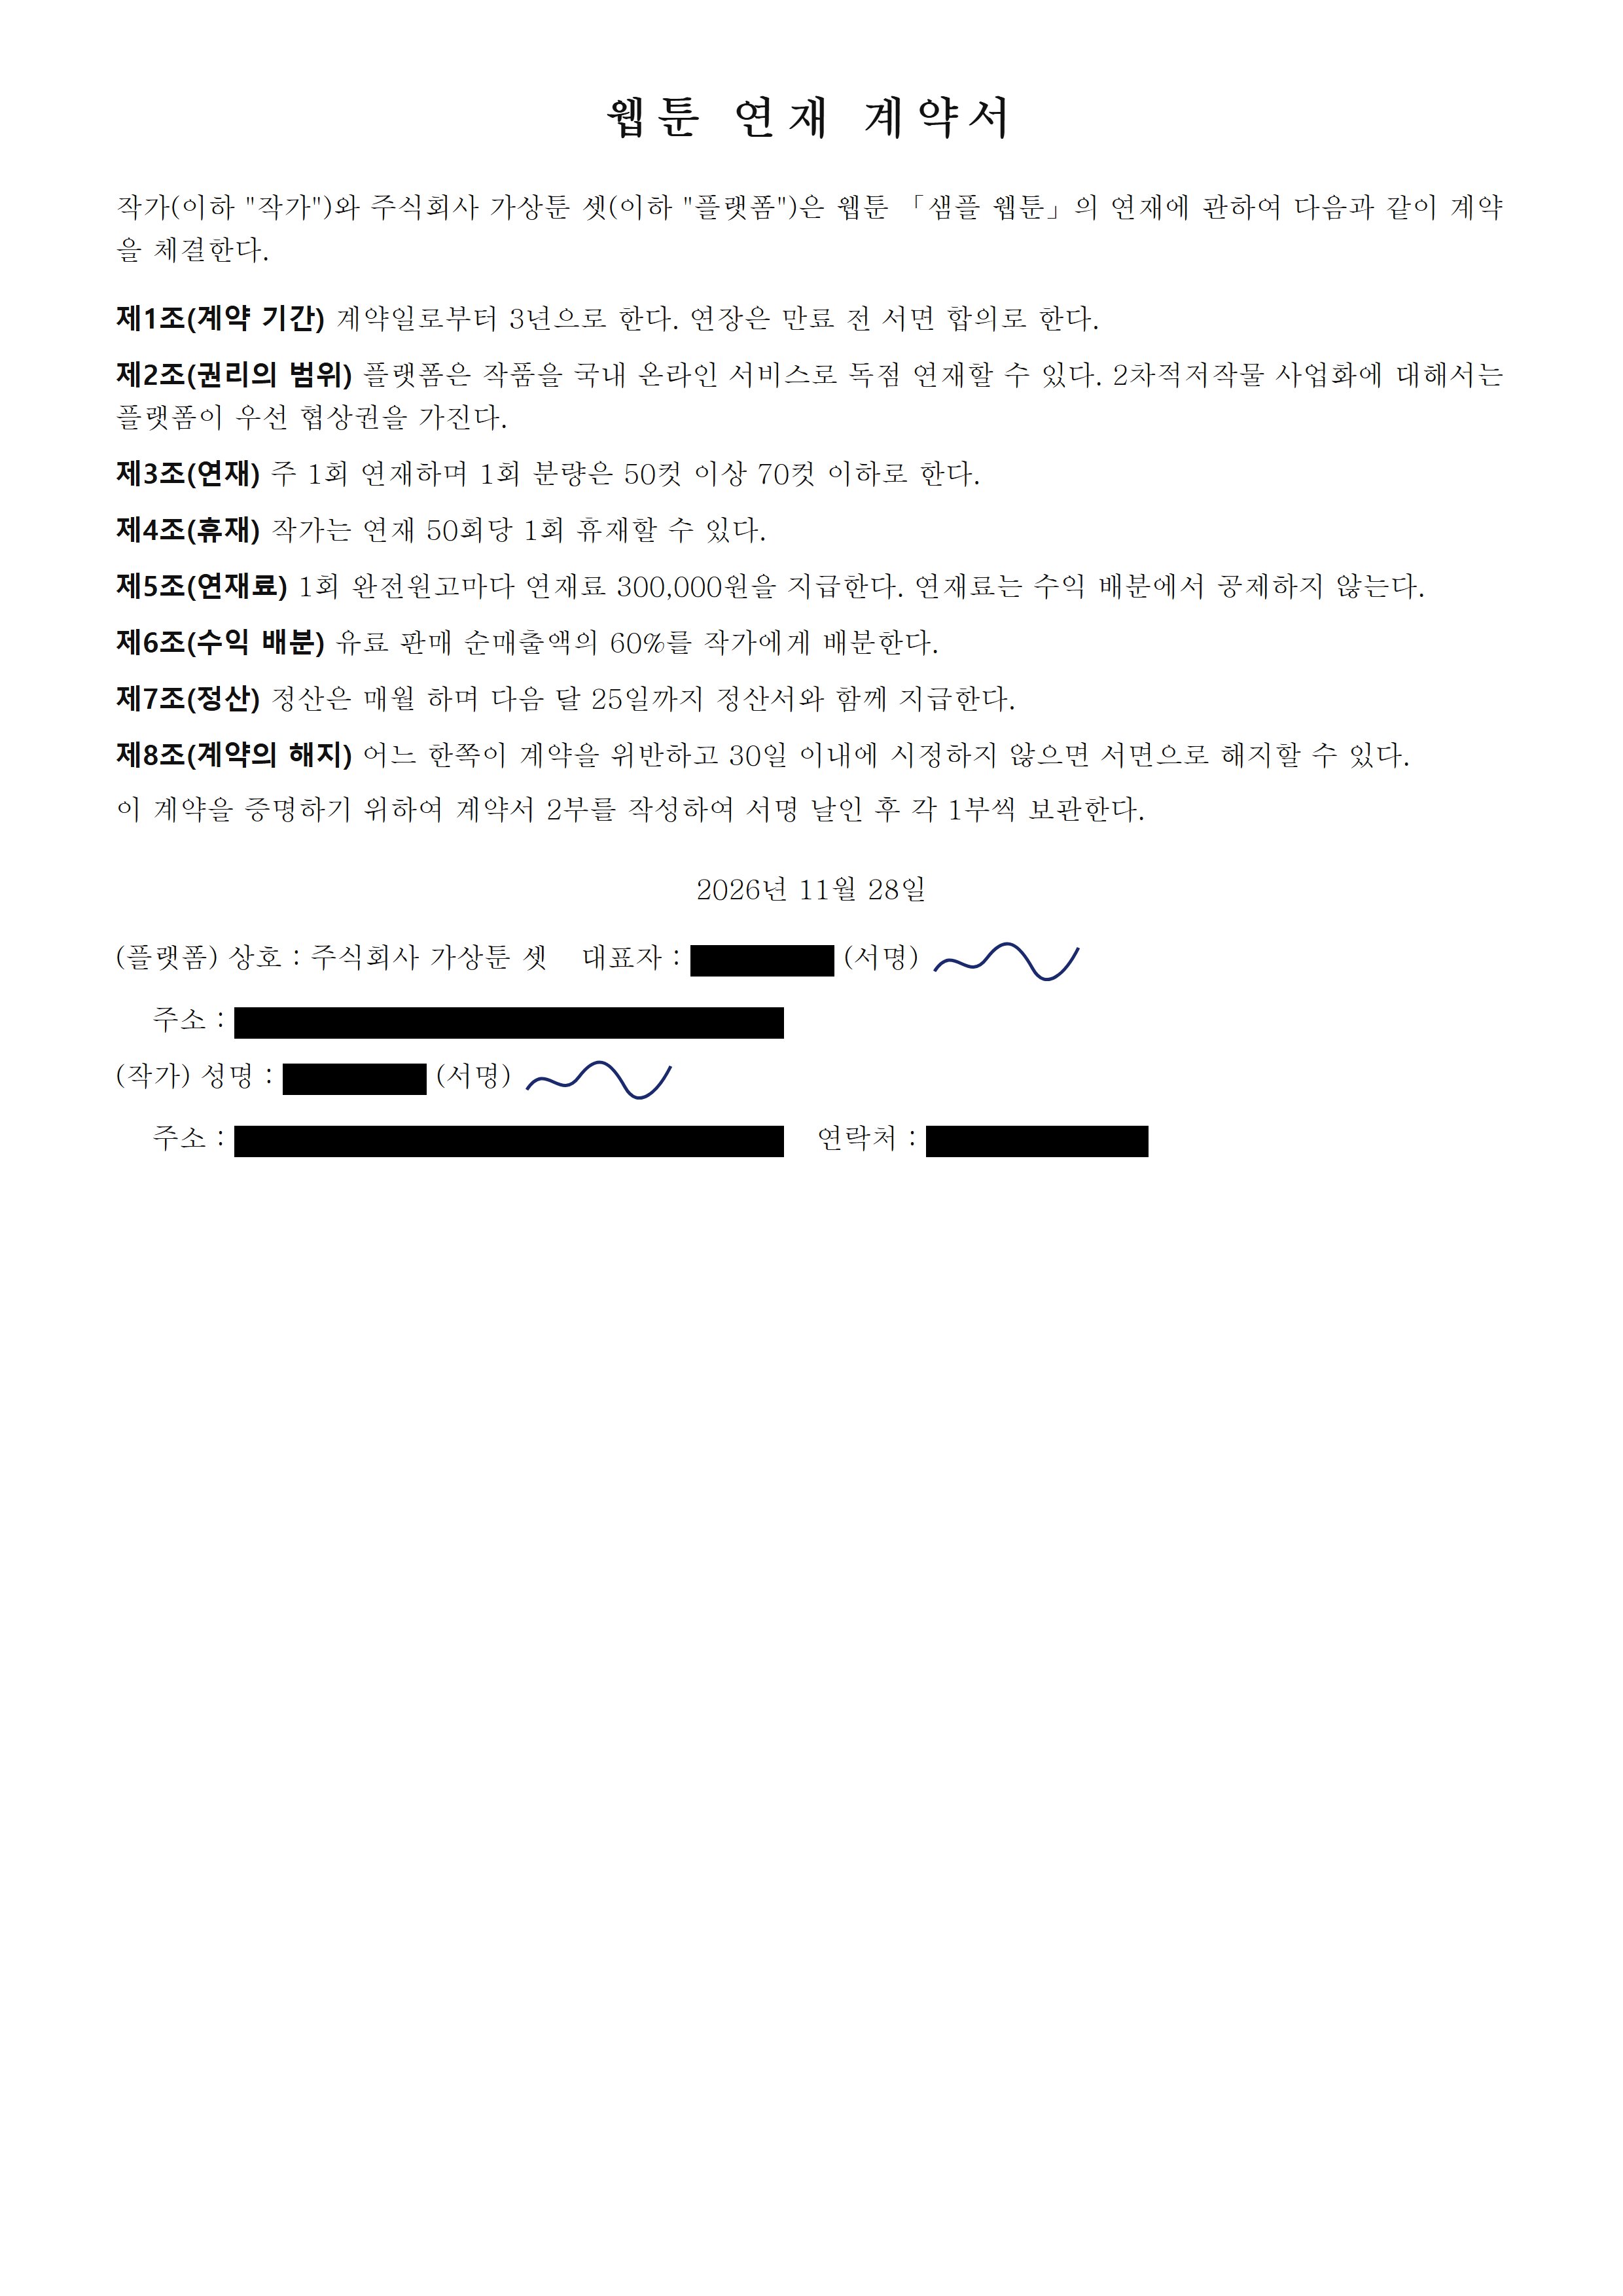 웹툰 연재 계약서
작가(이하 "작가")와 주식회사 가상툰 셋(이하 "플랫폼")은 웹툰 「샘플 웹툰」의 연재에 관하여 다음과 같이 계약
을 체결한다.
제1조(계약 기간) 계약일로부터 3년으로 한다. 연장은 만료 전 서면 합의로 한다.
제2조(권리의 범위) 플랫폼은 작품을 국내 온라인 서비스로 독점 연재할 수 있다. 2차적저작물 사업화에 대해서는
플랫폼이 우선 협상권을 가진다.
제3조(연재) 주 1회 연재하며 1회 분량은 50컷 이상 70컷 이하로 한다.
제4조(휴재) 작가는 연재 50회당 1회 휴재할 수 있다.
제5조(연재료) 1회 완전원고마다 연재료 300,000원을 지급한다. 연재료는 수익 배분에서 공제하지 않는다.
제6조(수익 배분) 유료 판매 순매출액의 60%를 작가에게 배분한다.
제7조(정산) 정산은 매월 하며 다음 달 25일까지 정산서와 함께 지급한다.
제8조(계약의 해지) 어느 한쪽이 계약을 위반하고 30일 이내에 시정하지 않으면 서면으로 해지할 수 있다.
이 계약을 증명하기 위하여 계약서 2부를 작성하여 서명 날인 후 각 1부씩 보관한다.
2026년 11월 28일
(플랫폼) 상호 : 주식회사 가상툰 셋 대표자 : (서명)
주소 :
(작가) 성명 : (서명)
주소 : 연락처 :